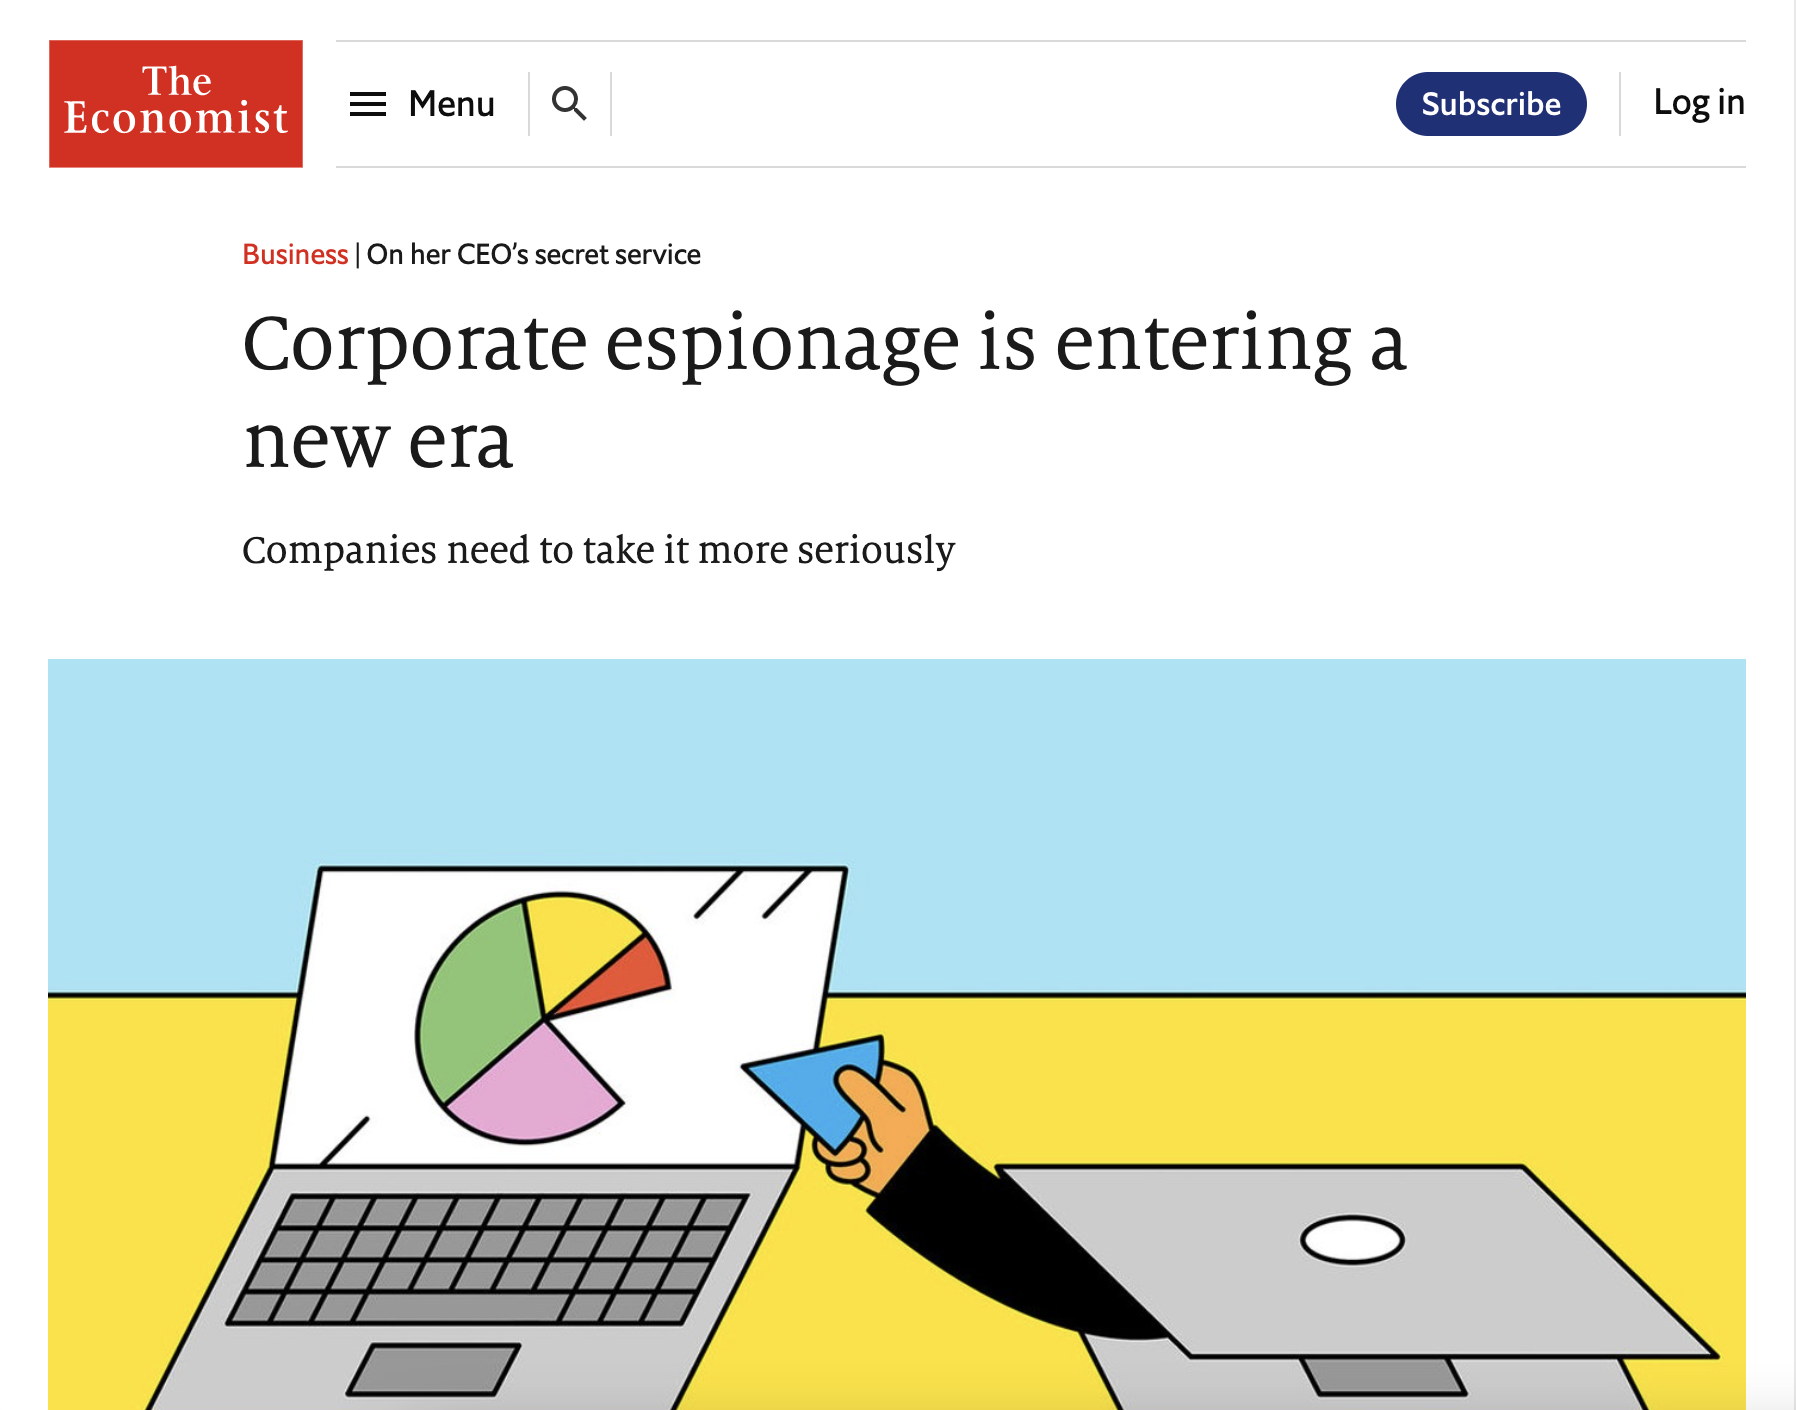 The
Economist
Menu
Subscribe
Log in
Business | On her CEO’s secret service
Corporate espionage is entering a
new era
Companies need to take it more seriously